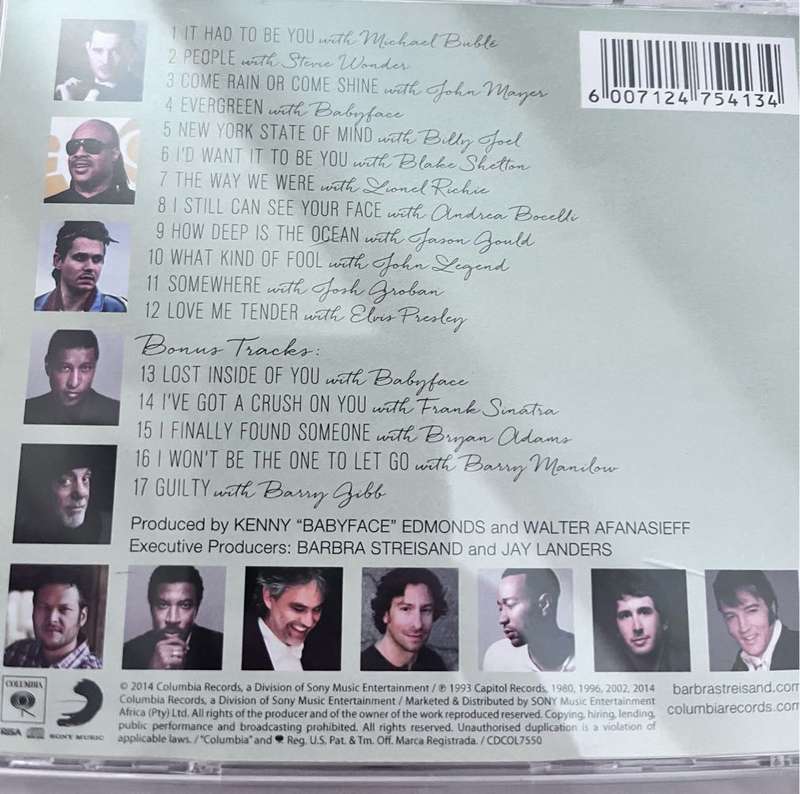 1 IT HAD TO BE YOU with Michael Buble
2 PEOPLE with Stevie Wonder
3 COME RAIN OR COME SHINE with John Mayer
4 EVERGREEN with Babyface
5 NEW YORK STATE OF MIND with Billy Joel
6 I'D WANT IT TO BE YOU with Blake Shelton
7 THE WAY WE WERE with Lionel Richie
8 I STILL CAN SEE YOUR FACE with Andrea Bocelli
9 HOW DEEP IS THE OCEAN with Jason Gould
10 WHAT KIND OF FOOL with John Legend
11 SOMEWHERE with Josh Groban
12 LOVE ME TENDER with Elvis Presley
Bonus Tracks:
13 LOST INSIDE OF YOU with Babyface
14 I'VE GOT A CRUSH ON YOU with Frank Sinatra
15 I FINALLY FOUND SOMEONE with Bryan Adams
16 I WON'T BE THE ONE TO LET GO with Barry Manilow
17 GUILTY with Barry Gibb
6 007124 754134
Produced by KENNY "BABYFACE" EDMONDS and WALTER AFANASIEFF
Executive Producers: BARBRA STREISAND and JAY LANDERS
COLUMBIA
RISA
SONY MUSIC
© 2014 Columbia Records, a Division of Sony Music Entertainment / ℗ 1993 Capitol Records, 1980, 1996, 2002, 2014
Columbia Records, a Division of Sony Music Entertainment / Marketed & Distributed by SONY Music Entertainment
Africa (Pty) Ltd. All rights of the producer and of the owner of the work reproduced reserved. Copying, hiring, lending,
public performance and broadcasting prohibited. All rights reserved. Unauthorised duplication is a violation of
applicable laws. / "Columbia" and Reg. U.S. Pat. & Tm. Off. Marca Registrada. / CDCOL7550
barbrastreisand.com
columbiarecords.com